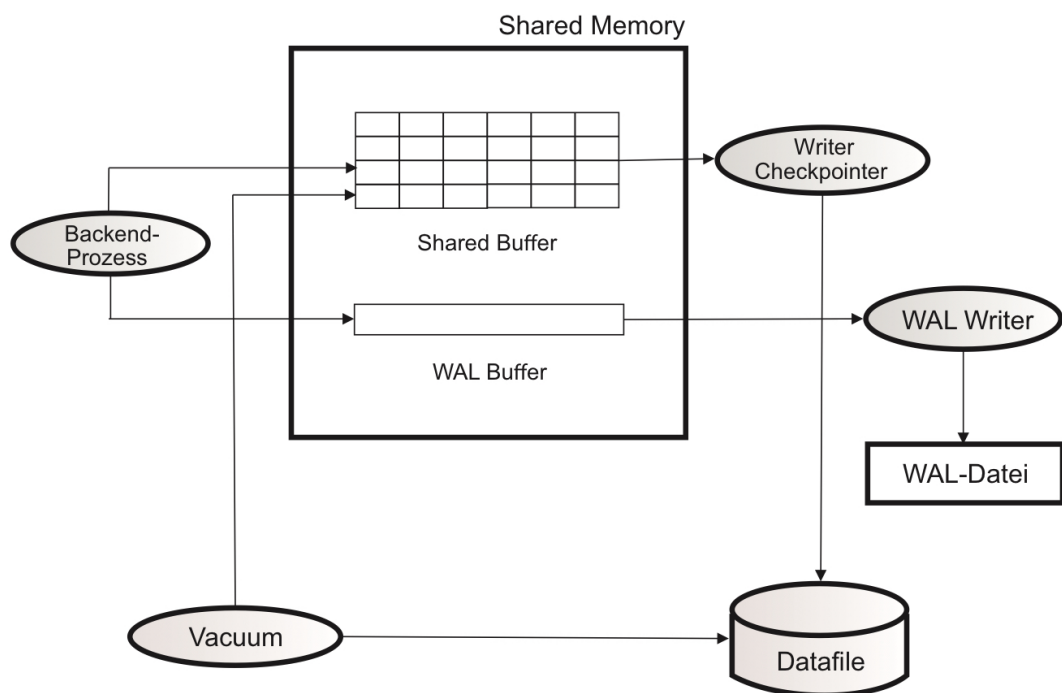 Shared Memory
Writer
Checkpointer
Backend-
Prozess
Shared Buffer
WAL Writer
WAL Buffer
WAL-Datei
Vacuum
Datafile